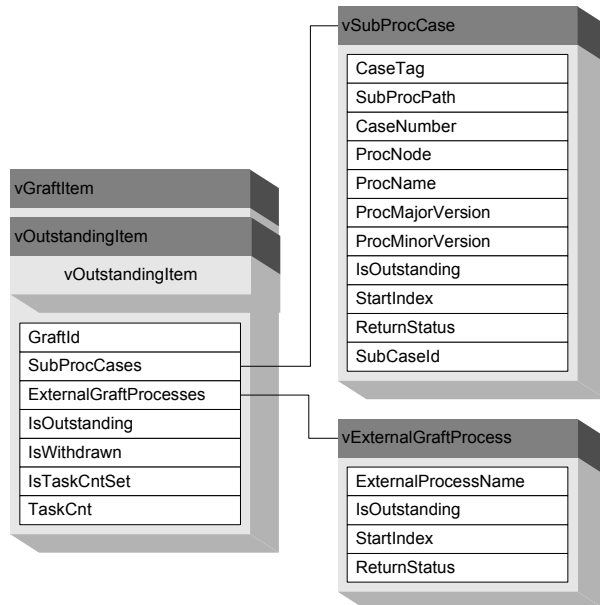 vSubProcCase
CaseTag
SubProcPath
CaseNumber
ProcNode
ProcName
ProcMajorVersion
ProcMinorVersion
IsOutstanding
StartIndex
ReturnStatus
SubCaseId
vGraftItem
vOutstandingItem
vOutstandingItem
GraftId
SubProcCases
ExternalGraftProcesses
IsOutstanding
IsWithdrawn
IsTaskCntSet
TaskCnt
vExternalGraftProcess
ExternalProcessName
IsOutstanding
StartIndex
ReturnStatus